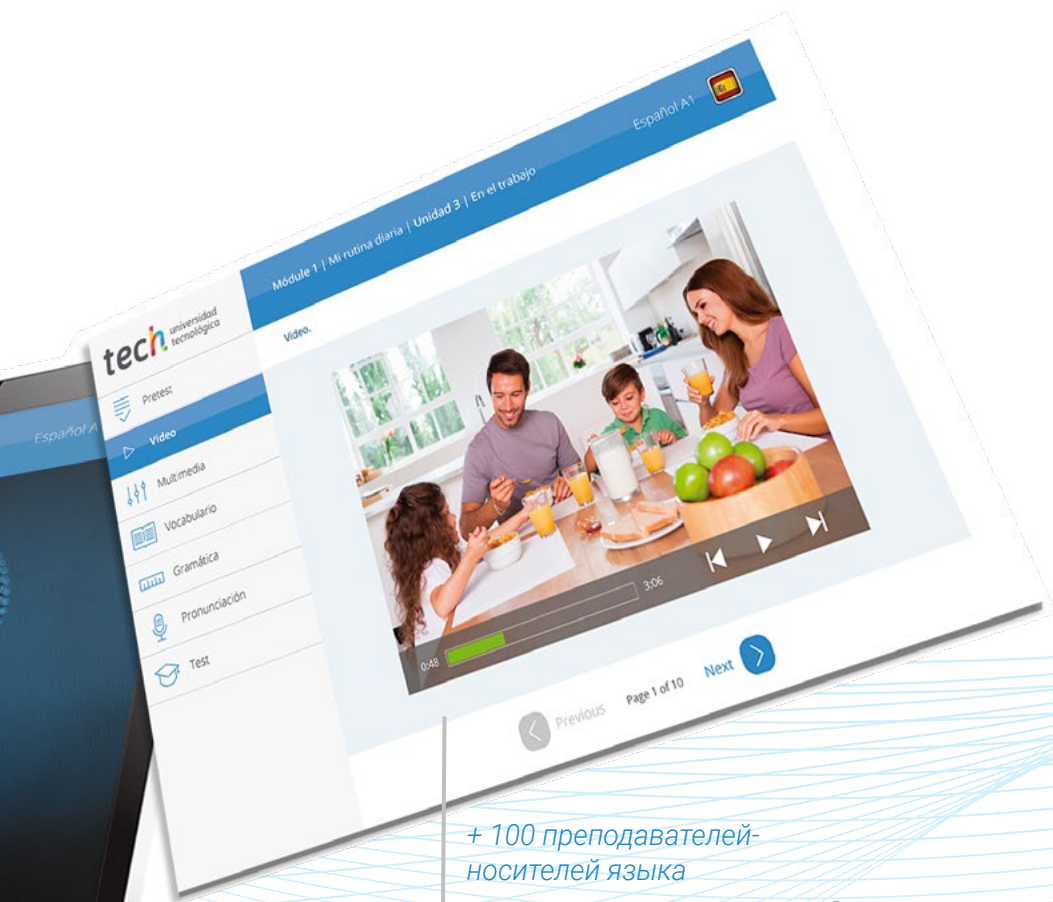 Español A1
Módule 1 | Mi rutina diaria | Unidad 3 | En el trabajo
tech universidad
tecnológica
Video.
Pretest
Video
Multimedia
Vocabulario
Gramática
Pronunciación
Test
Español A
0:48
3:06
Previous
Page 1 of 10
Next
+ 100 преподавателей-
носителей языка